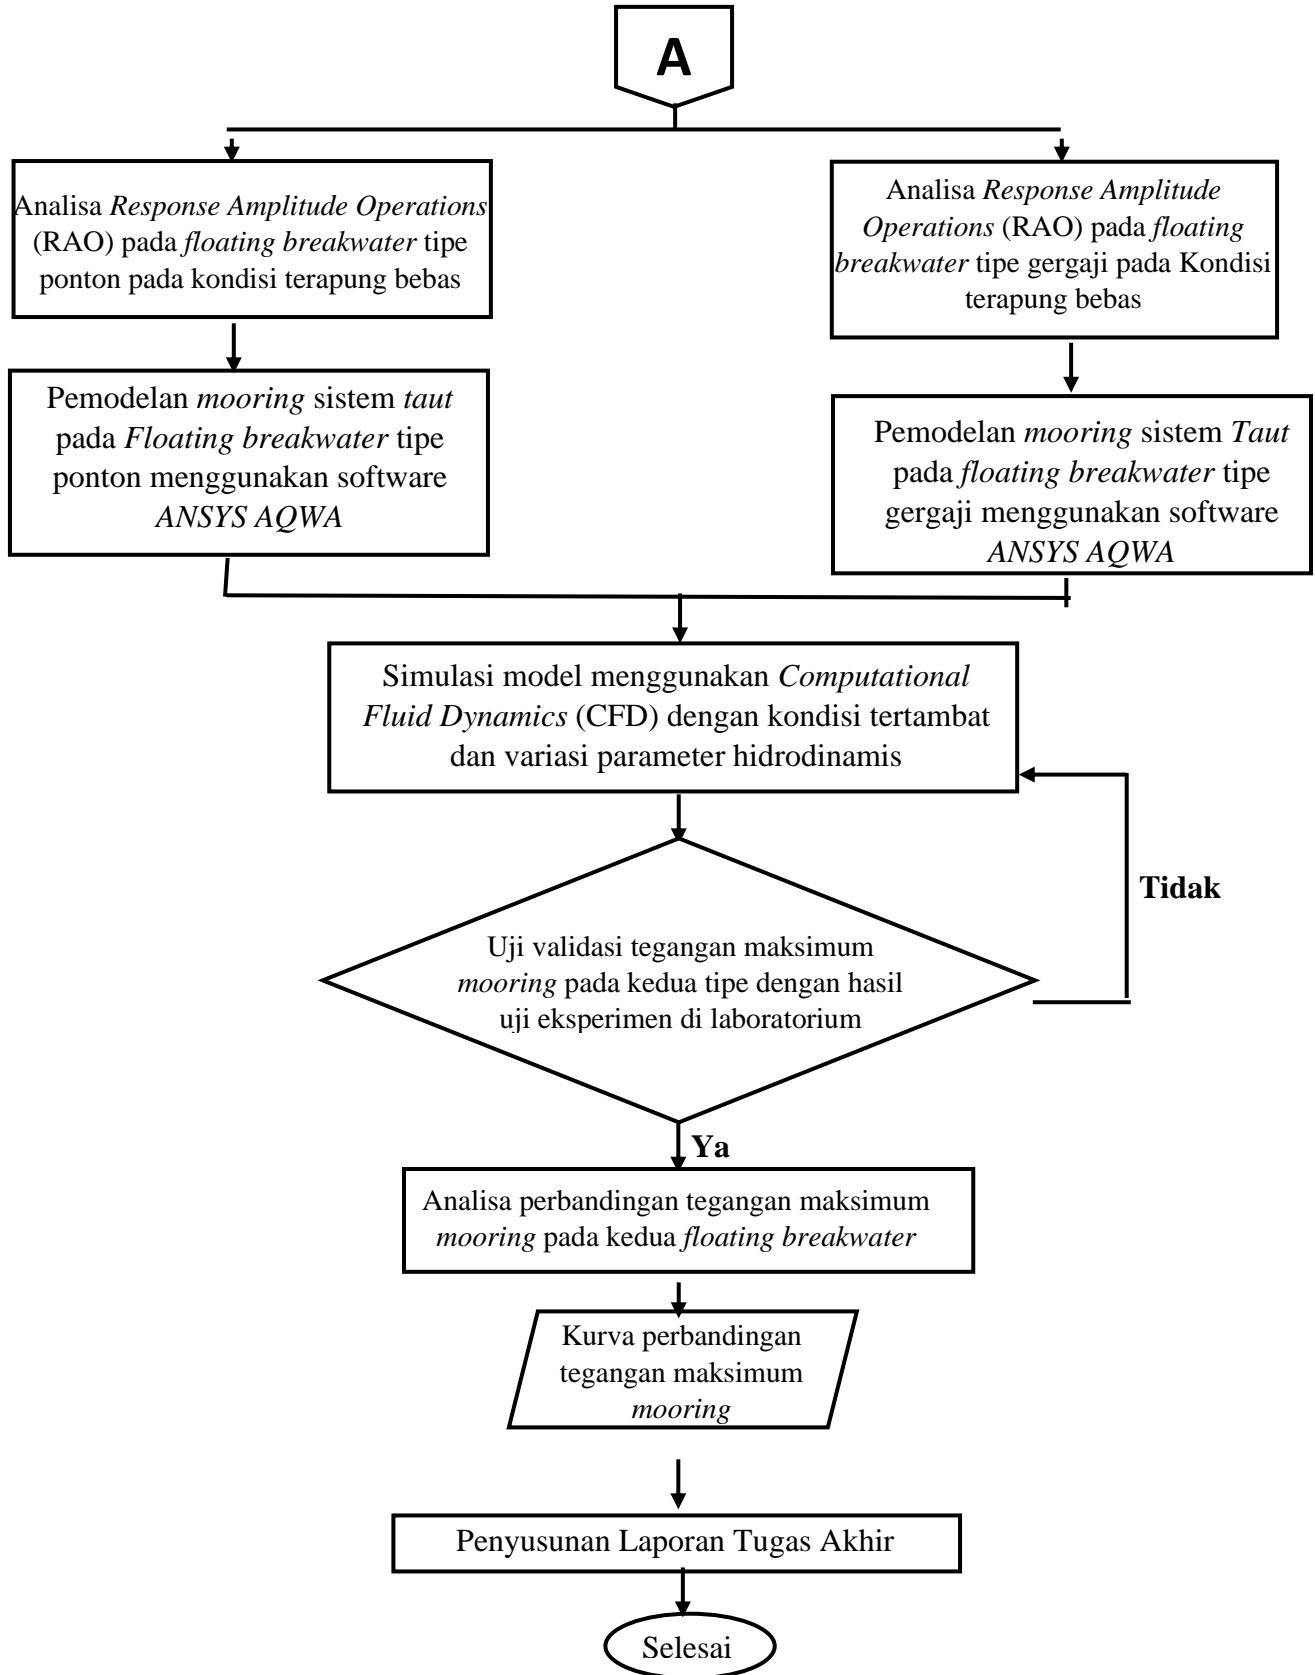 A
Analisa Response Amplitude Operations
(RAO) pada floating breakwater tipe
ponton pada kondisi terapung bebas
Analisa Response Amplitude
Operations (RAO) pada floating
breakwater tipe gergaji pada Kondisi
terapung bebas
Pemodelan mooring sistem taut
pada Floating breakwater tipe
ponton menggunakan software
ANSYS AQWA
Pemodelan mooring sistem Taut
pada floating breakwater tipe
gergaji menggunakan software
ANSYS AQWA
Simulasi model menggunakan Computational
Fluid Dynamics (CFD) dengan kondisi tertambat
dan variasi parameter hidrodinamis
Tidak
Uji validasi tegangan maksimum
mooring pada kedua tipe dengan hasil
uji eksperimen di laboratorium
Ya
Analisa perbandingan tegangan maksimum
mooring pada kedua floating breakwater
Kurva perbandingan
tegangan maksimum
mooring
Penyusunan Laporan Tugas Akhir
Selesai